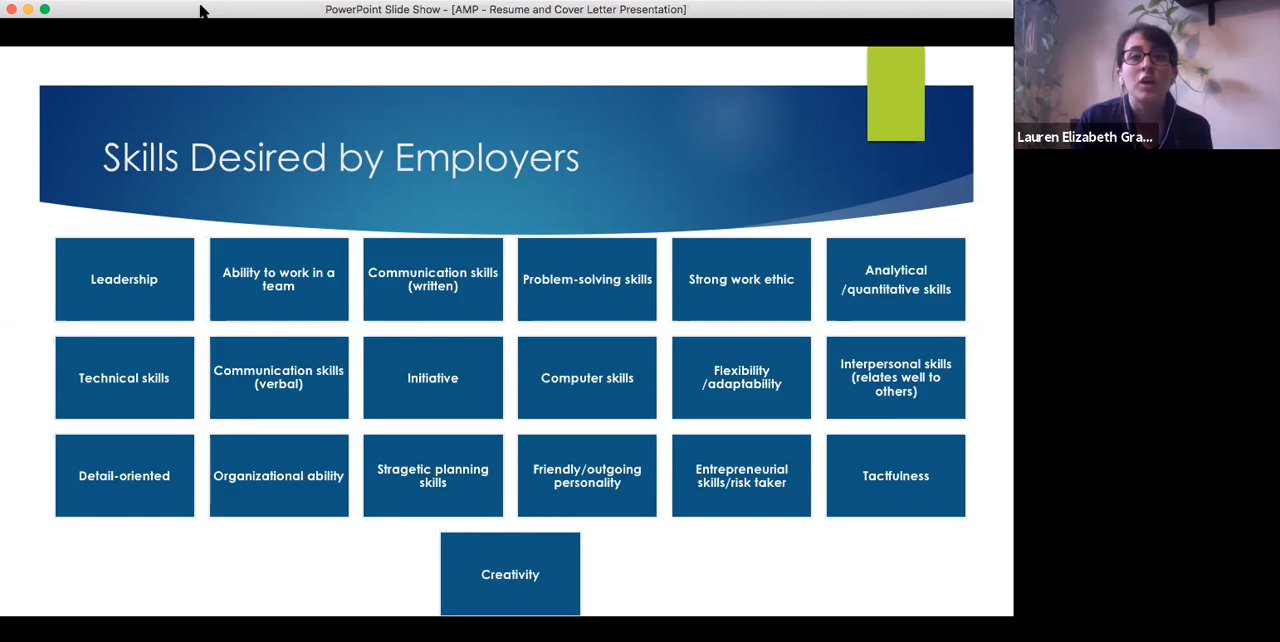 PowerPoint Slide Show - [AMP - Resume and Cover Letter Presentation]
Lauren Elizabeth Gra...
Skills Desired by Employers
Leadership
Ability to work in a
team
Communication skills
(written)
Problem-solving skills
Strong work ethic
Analytical
/quantitative skills
Technical skills
Communication skills
(verbal)
Initiative
Computer skills
Flexibility
/adaptability
Interpersonal skills
(relates well to
others)
Detail-oriented
Organizational ability
Stragetic planning
skills
Friendly/outgoing
personality
Entrepreneurial
skills/risk taker
Tactfulness
Creativity